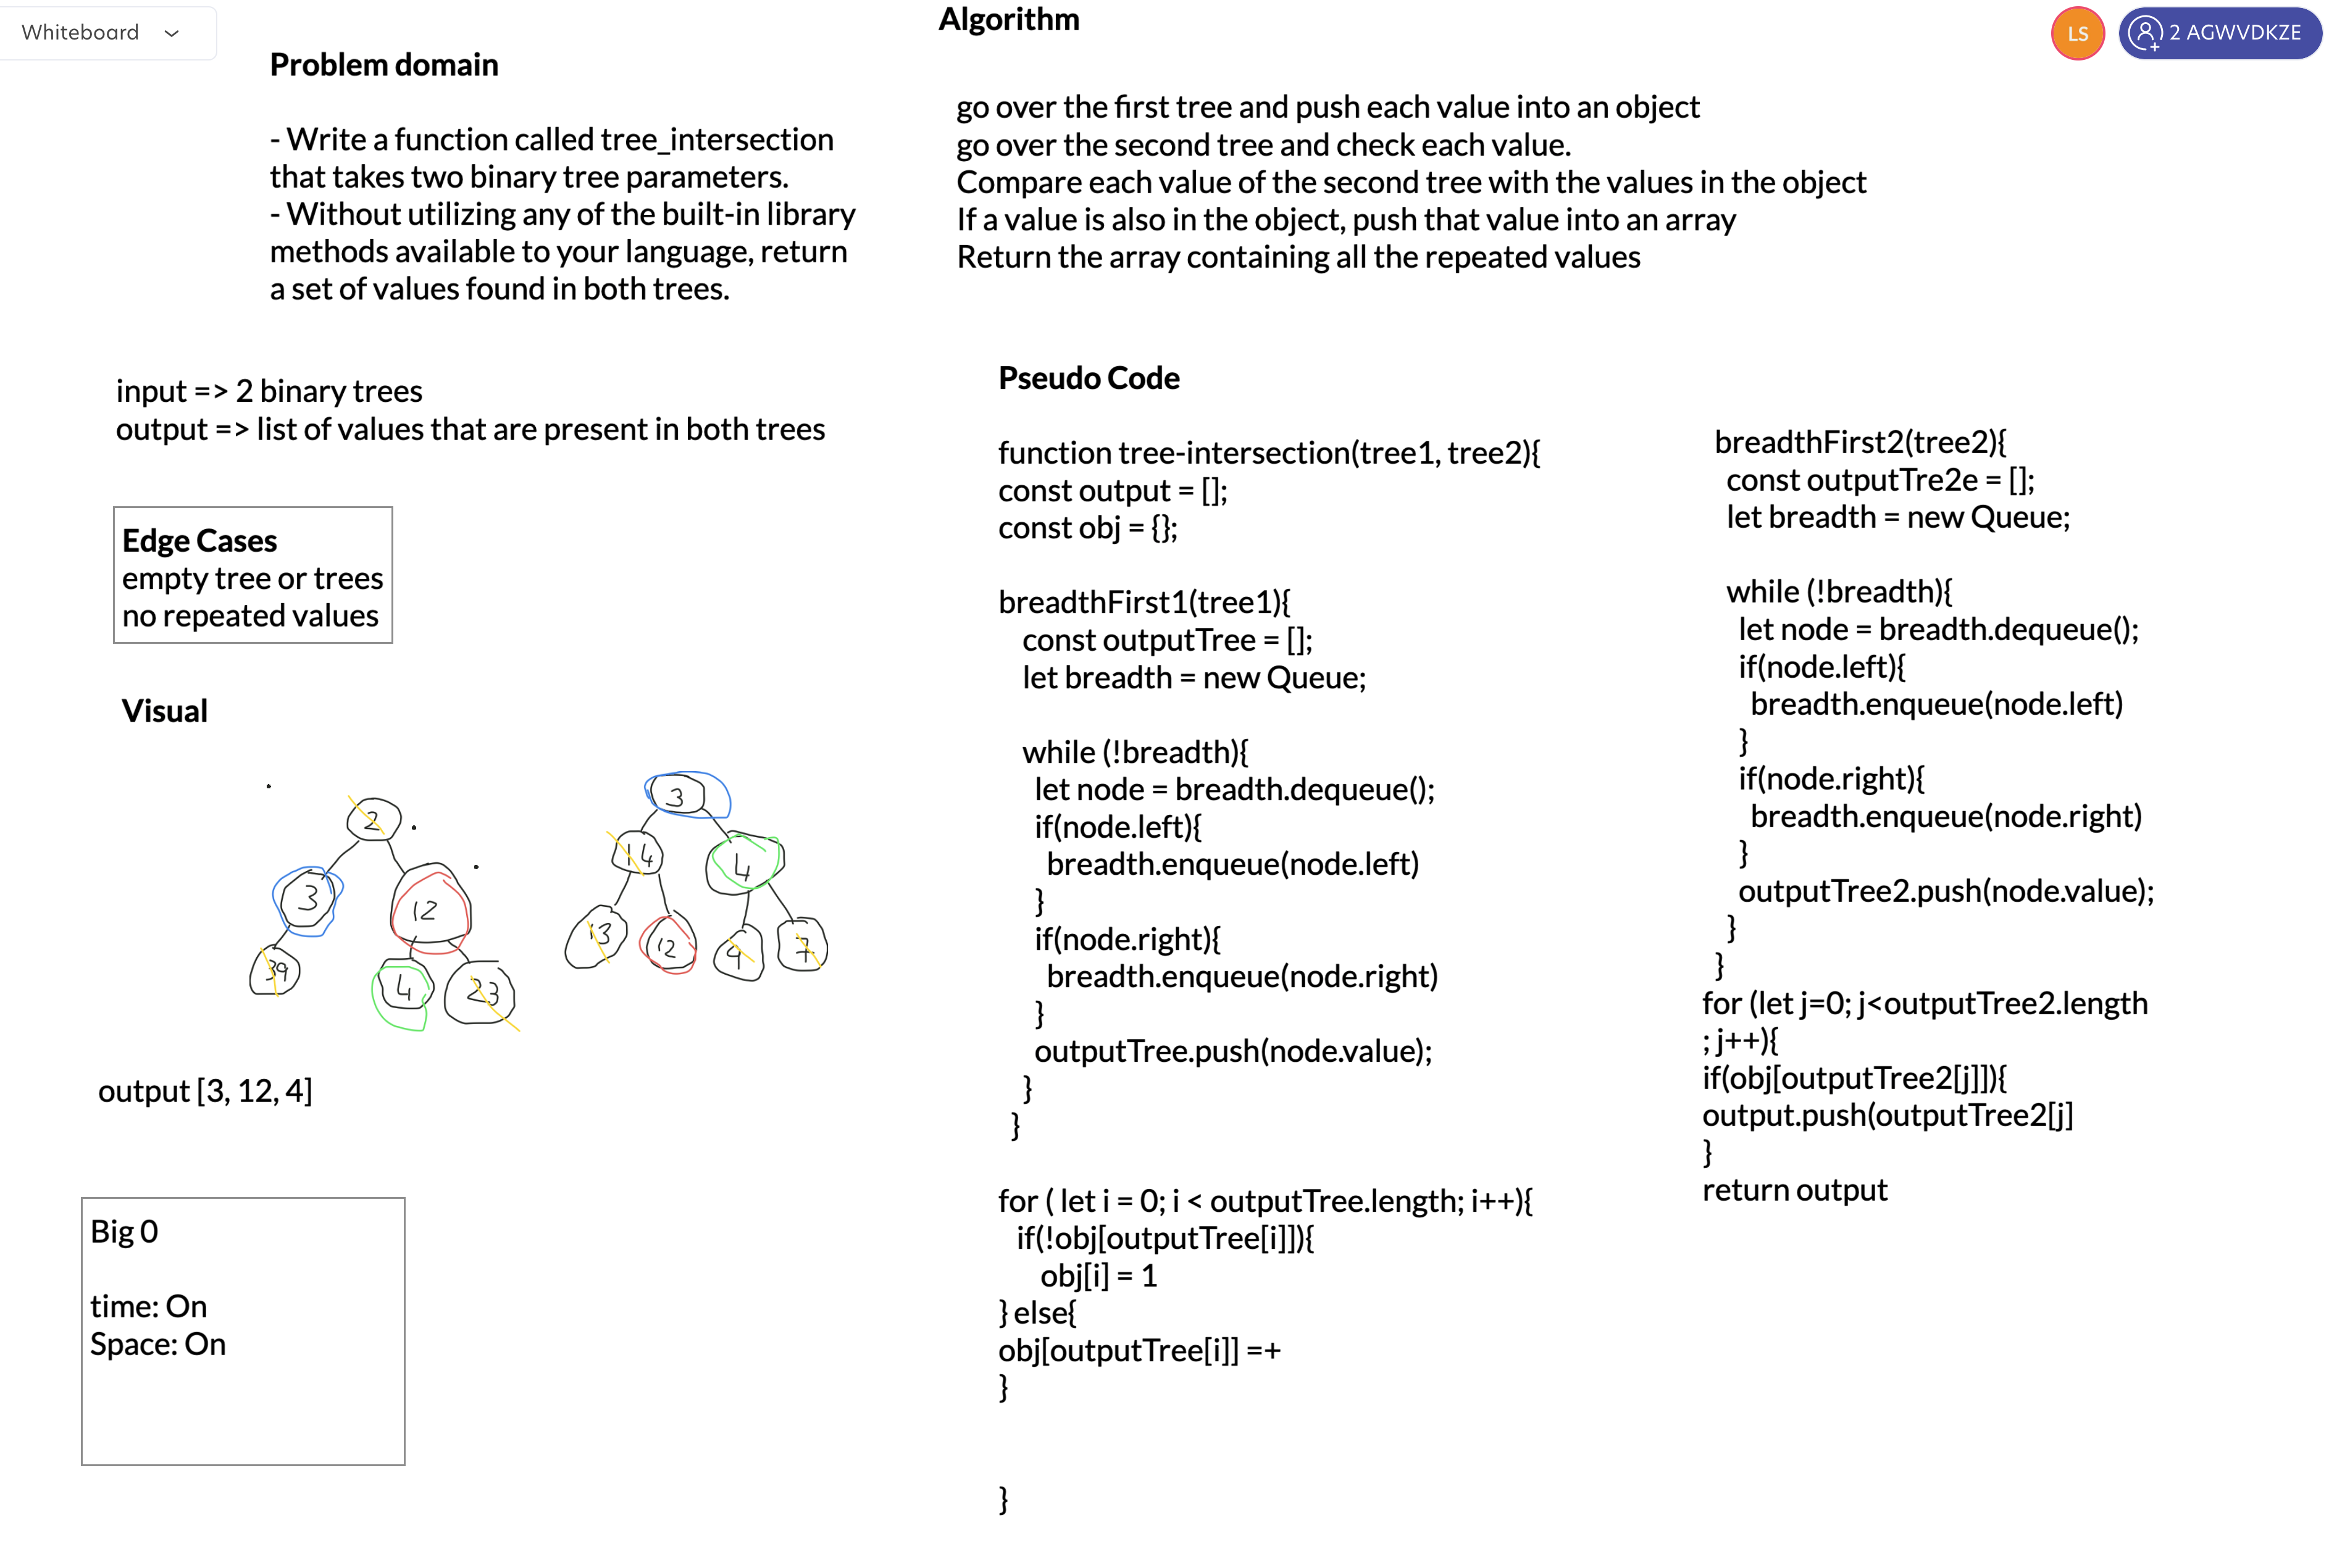 Whiteboard
LS
2 AGWVDKZE
Problem domain
- Write a function called tree_intersection
that takes two binary tree parameters.
- Without utilizing any of the built-in library
methods available to your language, return
a set of values found in both trees.
input => 2 binary trees
output => list of values that are present in both trees
Edge Cases
empty tree or trees
no repeated values
Visual
2
3
12
39
4
23
3
14
4
13
12
9
7
output [3, 12, 4]
Big 0
time: On
Space: On
Algorithm
go over the first tree and push each value into an object
go over the second tree and check each value.
Compare each value of the second tree with the values in the object
If a value is also in the object, push that value into an array
Return the array containing all the repeated values
Pseudo Code
function tree-intersection(tree1, tree2){
const output = [];
const obj = {};
breadthFirst1(tree1){
const outputTree = [];
let breadth = new Queue;
while (!breadth){
let node = breadth.dequeue();
if(node.left){
breadth.enqueue(node.left)
}
if(node.right){
breadth.enqueue(node.right)
}
outputTree.push(node.value);
}
}
for ( let i = 0; i < outputTree.length; i++){
if(!obj[outputTree[i]]){
obj[i] = 1
} else{
obj[outputTree[i]] =+
}
}
breadthFirst2(tree2){
const outputTre2e = [];
let breadth = new Queue;
while (!breadth){
let node = breadth.dequeue();
if(node.left){
breadth.enqueue(node.left)
}
if(node.right){
breadth.enqueue(node.right)
}
outputTree2.push(node.value);
}
}
for (let j=0; j<outputTree2.length
; j++){
if(obj[outputTree2[j]]){
output.push(outputTree2[j]
}
return output